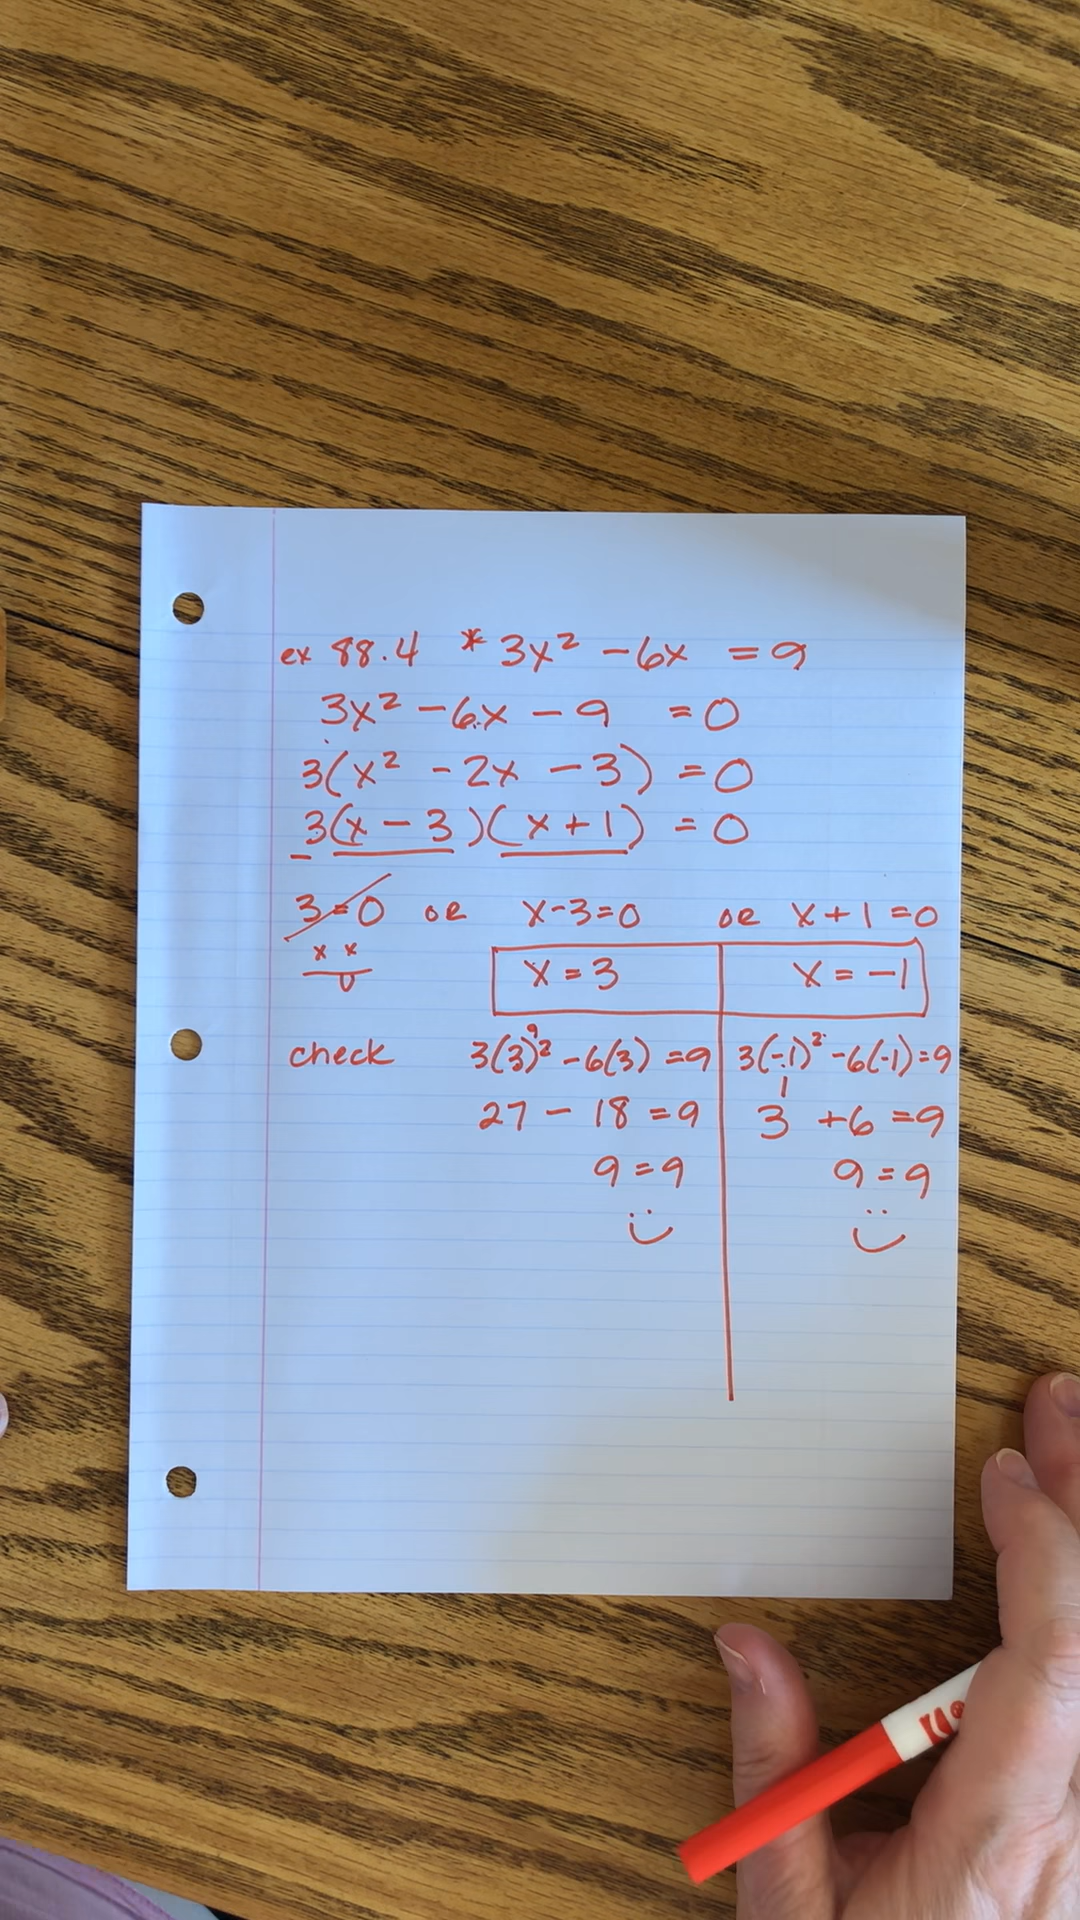 ex 88.4 * 3x² - 6x = 9
3x² - 6x - 9 = 0
3(x² - 2x - 3) = 0
3(x - 3)(x + 1) = 0
3=0 or x-3=0 or x + 1 = 0
x = 3 x = -1
check 3(3)² - 6(3) = 9 3(-1)² - 6(-1) = 9
9 1
27 - 18 = 9 3 + 6 = 9
9 = 9 9 = 9